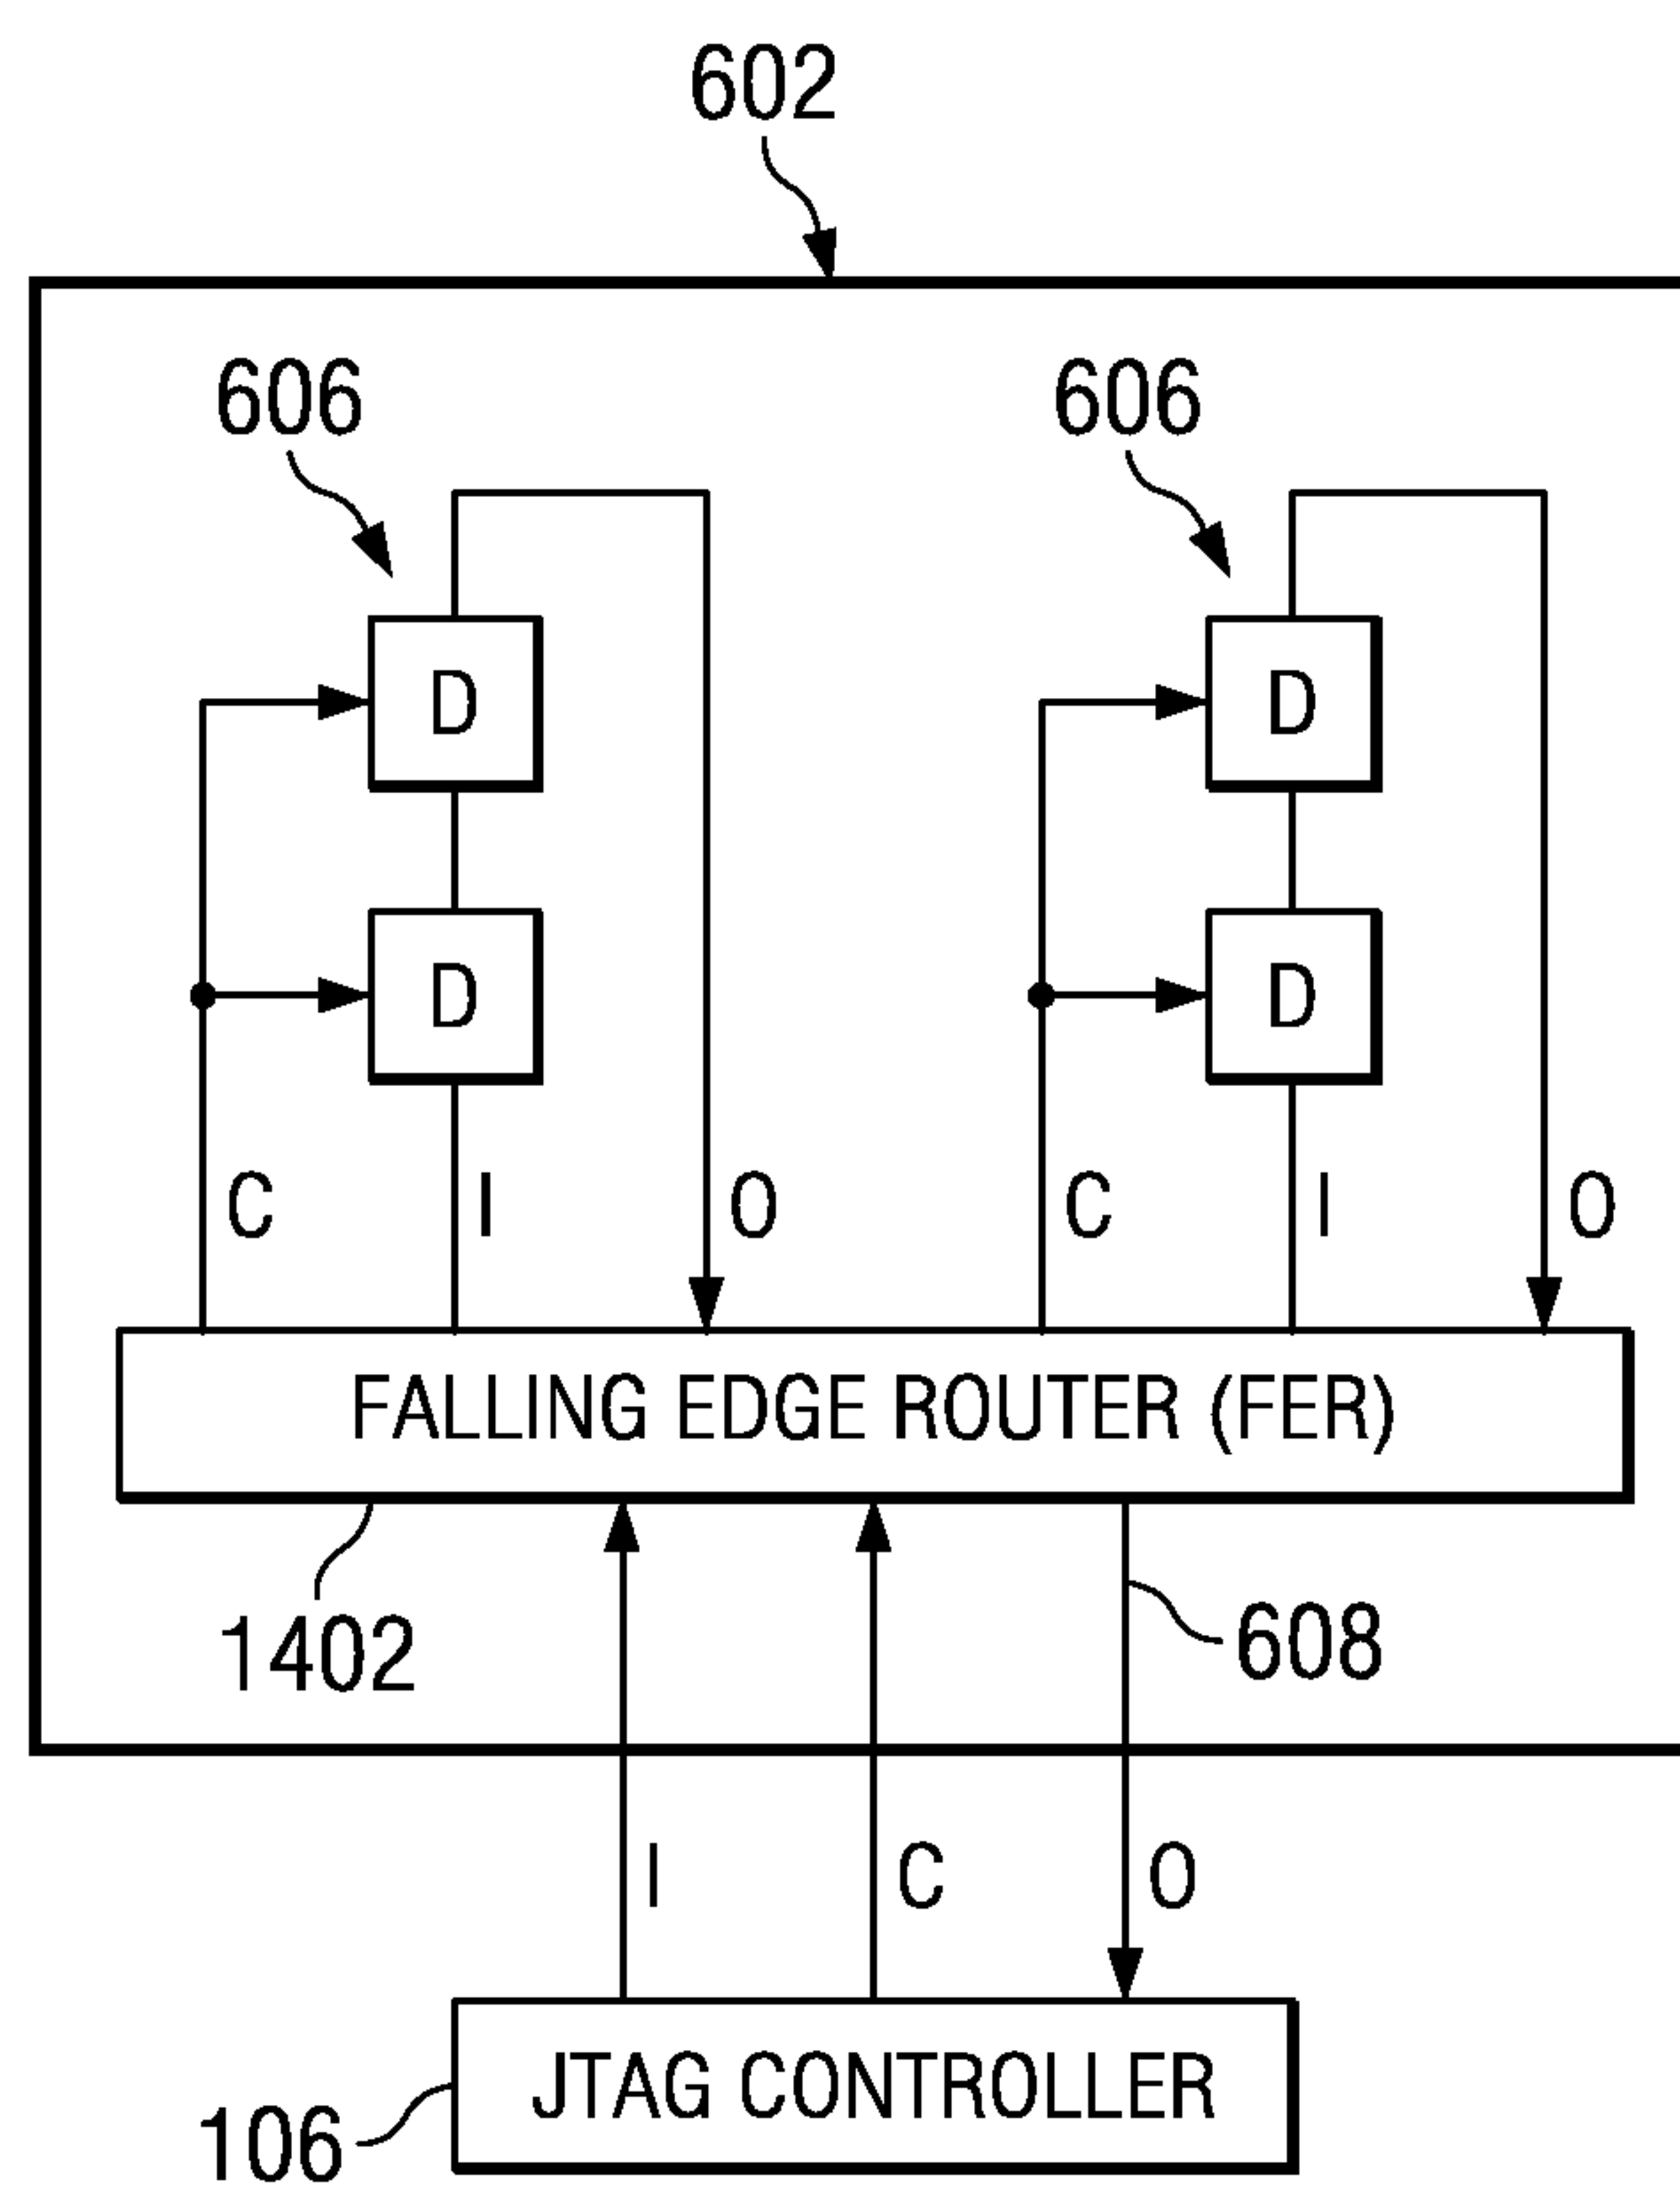 602
606 606
D D
D D
C I O C I O
FALLING EDGE ROUTER (FER)
1402 608
I C O
JTAG CONTROLLER
106